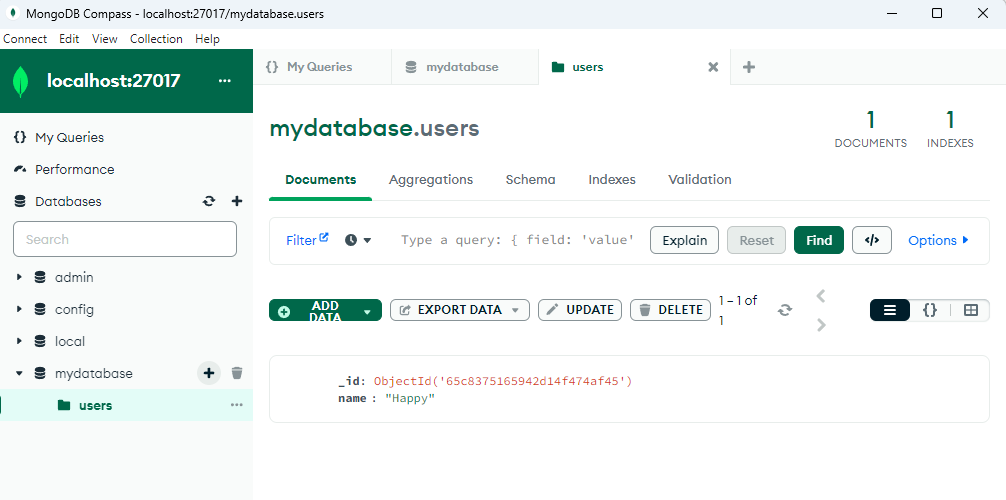 MongoDB Compass - localhost:27017/mydatabase.users
Connect Edit View Collection Help
localhost:27017 ...
{} My Queries
mydatabase
users
My Queries
Performance
Databases
Search
admin
config
local
mydatabase
users
mydatabase.users
1
DOCUMENTS
1
INDEXES
Documents Aggregations Schema Indexes Validation
Filter Type a query: { field: 'value' Explain Reset Find </> Options
ADD DATA EXPORT DATA UPDATE DELETE 1 – 1 of 1 {}
_id: ObjectId('65c8375165942d14f474af45')
name : "Happy"